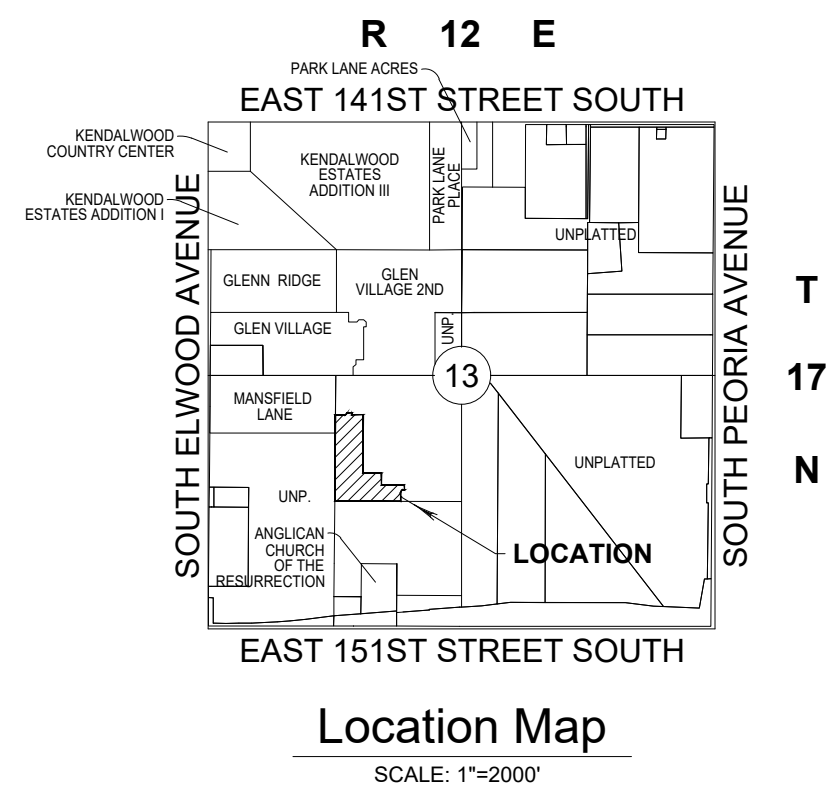 R 12 E
PARK LANE ACRES
EAST 141ST STREET SOUTH
KENDALWOOD
COUNTRY CENTER
KENDALWOOD
ESTATES
ADDITION III
PARK LANE
PLACE
KENDALWOOD
ESTATES ADDITION I
UNPLATTED
SOUTH ELWOOD AVENUE
SOUTH PEORIA AVENUE
GLENN RIDGE
GLEN
VILLAGE 2ND
GLEN VILLAGE
UNP.
T
17
N
13
MANSFIELD
LANE
UNPLATTED
UNP.
ANGLICAN
CHURCH
OF THE
RESURRECTION
LOCATION
EAST 151ST STREET SOUTH
Location Map
SCALE: 1"=2000'